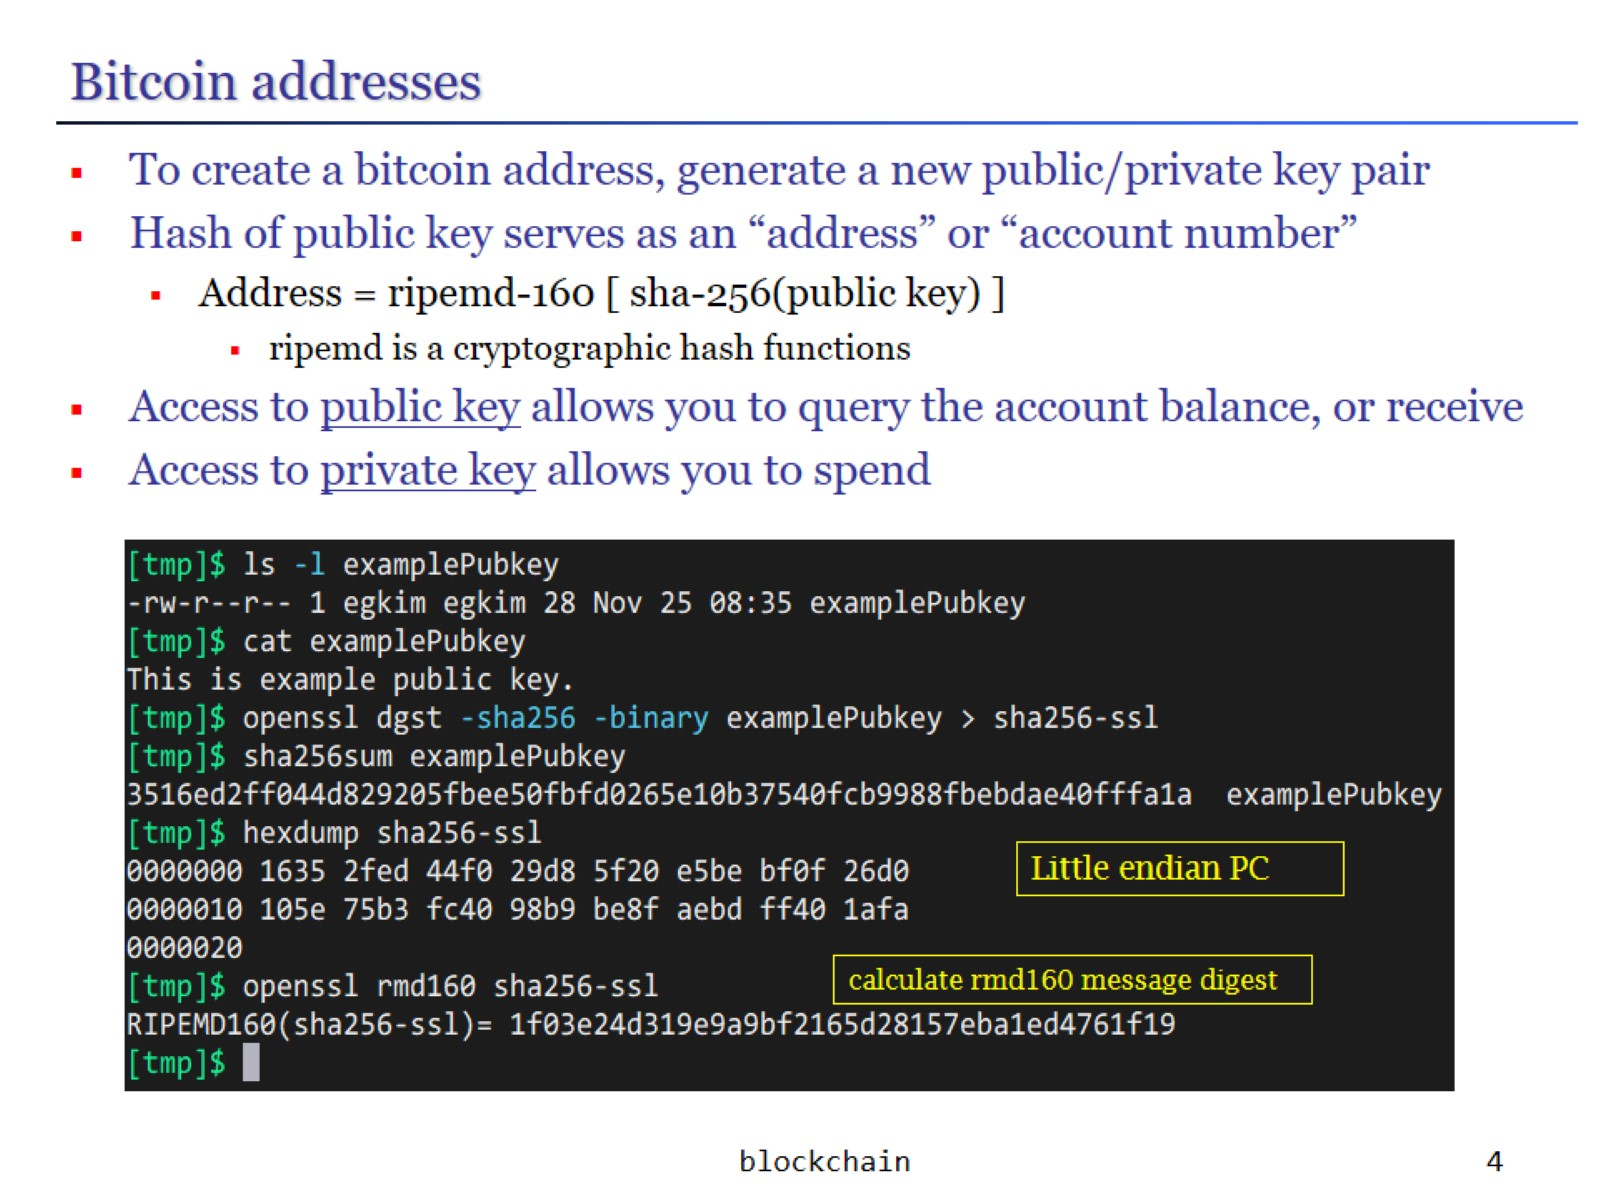 Bitcoin addresses
▪ To create a bitcoin address, generate a new public/private key pair
▪ Hash of public key serves as an “address” or “account number”
▪ Address = ripemd-160 [ sha-256(public key) ]
▪ ripemd is a cryptographic hash functions
▪ Access to public key allows you to query the account balance, or receive
▪ Access to private key allows you to spend
[tmp]$ ls -l examplePubkey
-rw-r--r-- 1 egkim egkim 28 Nov 25 08:35 examplePubkey
[tmp]$ cat examplePubkey
This is example public key.
[tmp]$ openssl dgst -sha256 -binary examplePubkey > sha256-ssl
[tmp]$ sha256sum examplePubkey
3516ed2ff044d829205fbee50fbfd0265e10b37540fcb9988fbebdae40fffa1a  examplePubkey
[tmp]$ hexdump sha256-ssl
0000000 1635 2fed 44f0 29d8 5f20 e5be bf0f 26d0
Little endian PC
0000010 105e 75b3 fc40 98b9 be8f aebd ff40 1afa
0000020
[tmp]$ openssl rmd160 sha256-ssl
calculate rmd160 message digest
RIPEMD160(sha256-ssl)= 1f03e24d319e9a9bf2165d28157eba1ed4761f19
[tmp]$
blockchain
4